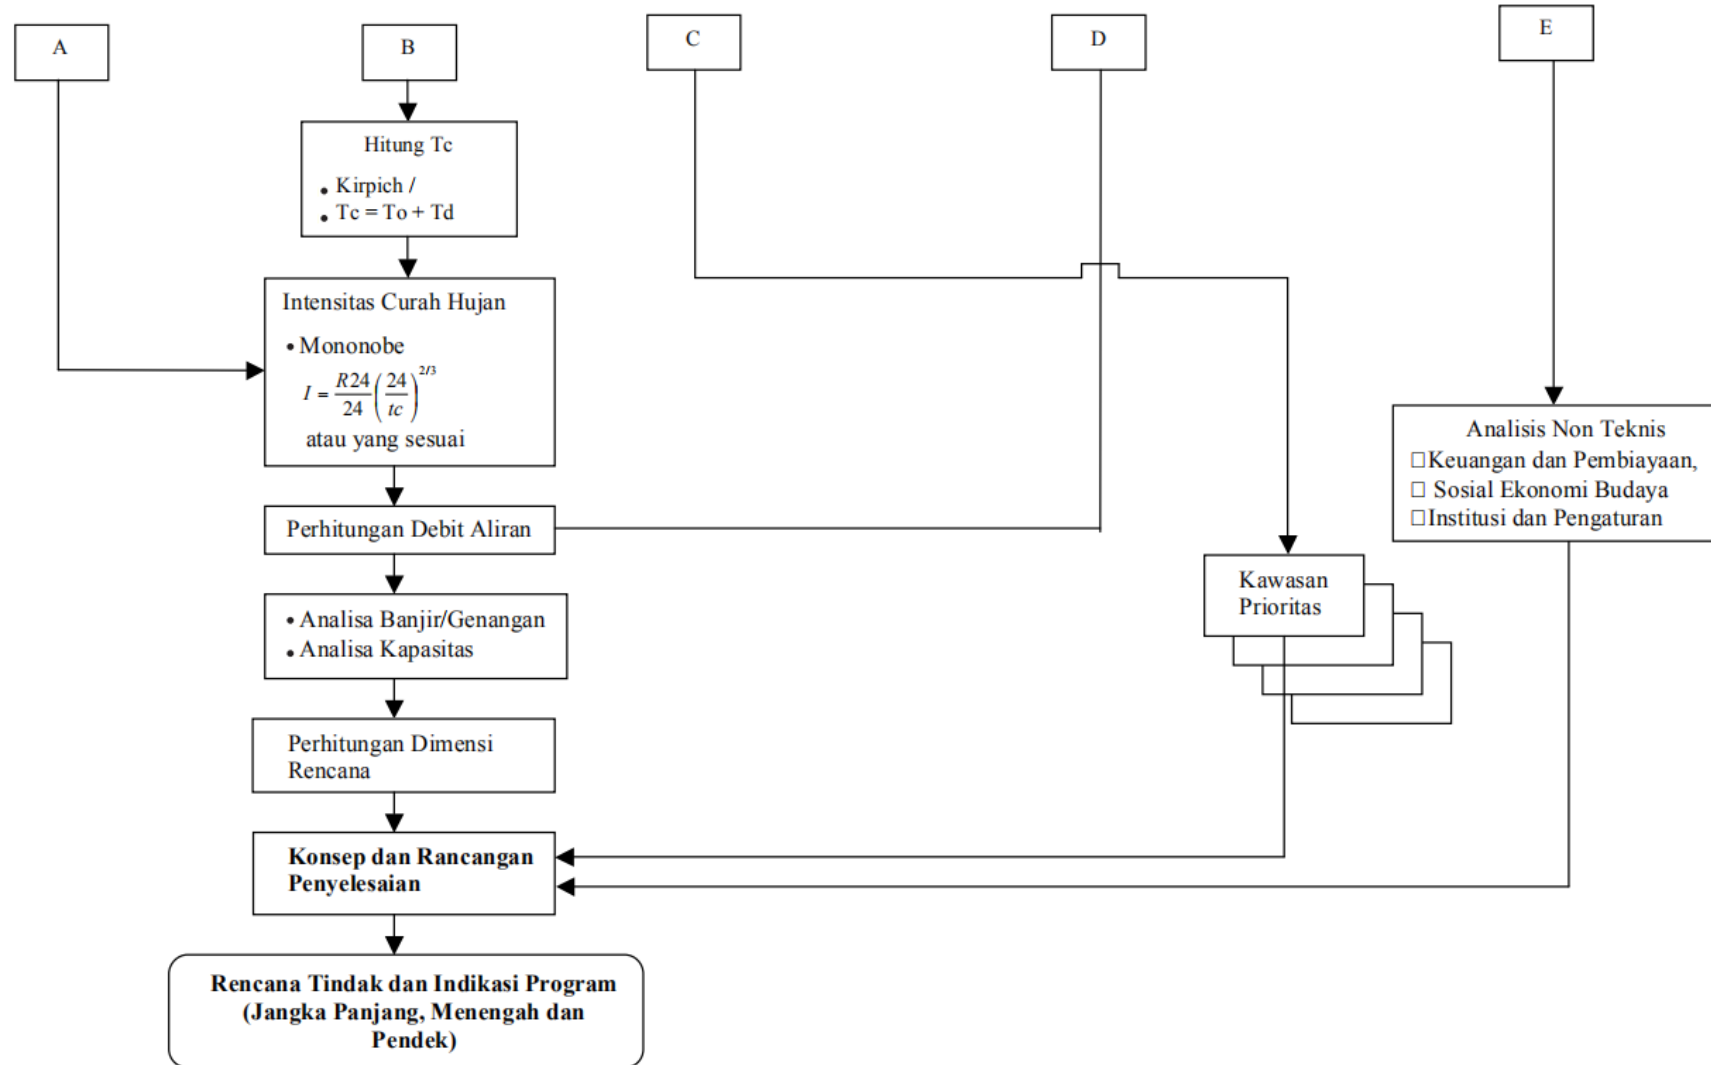 A
B
C
D
E
Hitung Tc
• Kirpich /
• Tc = To + Td
Intensitas Curah Hujan
• Mononobe
I = R24/24 (24/tc)^2/3
atau yang sesuai
Perhitungan Debit Aliran
• Analisa Banjir/Genangan
• Analisa Kapasitas
Perhitungan Dimensi
Rencana
Konsep dan Rancangan
Penyelesaian
Rencana Tindak dan Indikasi Program
(Jangka Panjang, Menengah dan
Pendek)
Kawasan
Prioritas
Analisis Non Teknis
□Keuangan dan Pembiayaan,
□ Sosial Ekonomi Budaya
□Institusi dan Pengaturan